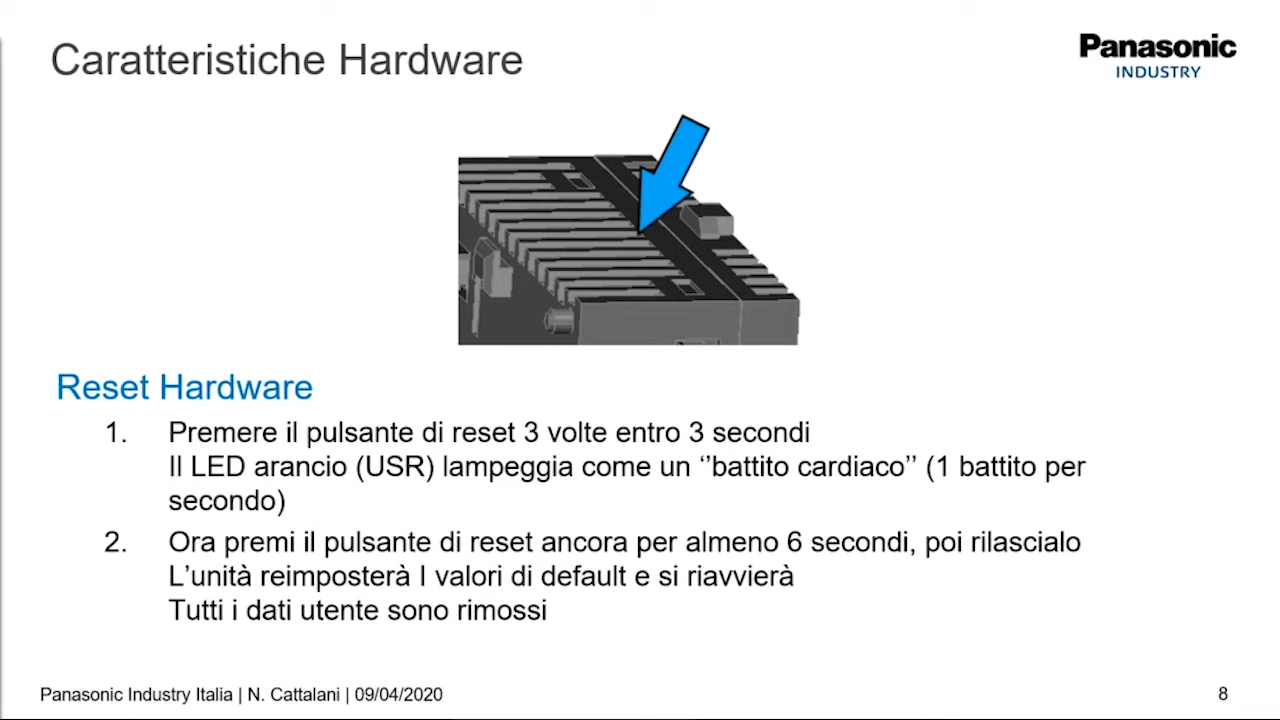 Caratteristiche Hardware
Panasonic
INDUSTRY
Reset Hardware
1. Premere il pulsante di reset 3 volte entro 3 secondi
Il LED arancio (USR) lampeggia come un ‘’battito cardiaco’’ (1 battito per
secondo)
2. Ora premi il pulsante di reset ancora per almeno 6 secondi, poi rilascialo
L’unità reimposterà I valori di default e si riavvierà
Tutti i dati utente sono rimossi
Panasonic Industry Italia | N. Cattalani | 09/04/2020
8